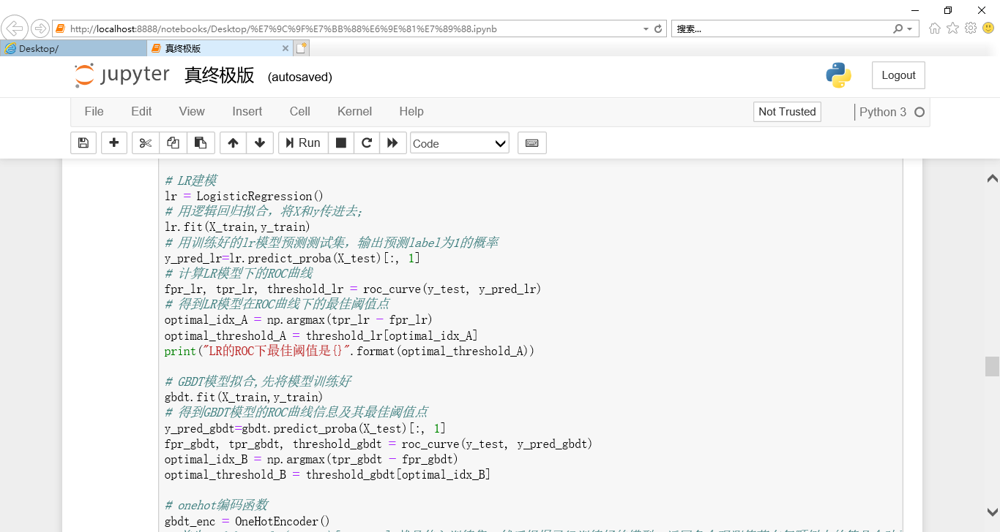 http://localhost:8888/notebooks/Desktop/%E7%9C%9F%E7%BB%88%E6%9E%81%E7%89%88.ipynb
搜索...
Desktop/
真终极版
jupyter 真终极版 (autosaved)
Logout
File Edit View Insert Cell Kernel Help
Not Trusted
Python 3
Run
Code
# LR建模
lr = LogisticRegression()
# 用逻辑回归拟合，将X和y传进去;
lr.fit(X_train,y_train)
# 用训练好的lr模型预测测试集，输出预测label为1的概率
y_pred_lr=lr.predict_proba(X_test)[:, 1]
# 计算LR模型下的ROC曲线
fpr_lr, tpr_lr, threshold_lr = roc_curve(y_test, y_pred_lr)
# 得到LR模型在ROC曲线下的最佳阈值点
optimal_idx_A = np.argmax(tpr_lr - fpr_lr)
optimal_threshold_A = threshold_lr[optimal_idx_A]
print("LR的ROC下最佳阈值是{}".format(optimal_threshold_A))
# GBDT模型拟合,先将模型训练好
gbdt.fit(X_train,y_train)
# 得到GBDT模型的ROC曲线信息及其最佳阈值点
y_pred_gbdt=gbdt.predict_proba(X_test)[:, 1]
fpr_gbdt, tpr_gbdt, threshold_gbdt = roc_curve(y_test, y_pred_gbdt)
optimal_idx_B = np.argmax(tpr_gbdt - fpr_gbdt)
optimal_threshold_B = threshold_gbdt[optimal_idx_B]
# onehot编码函数
gbdt_enc = OneHotEncoder()